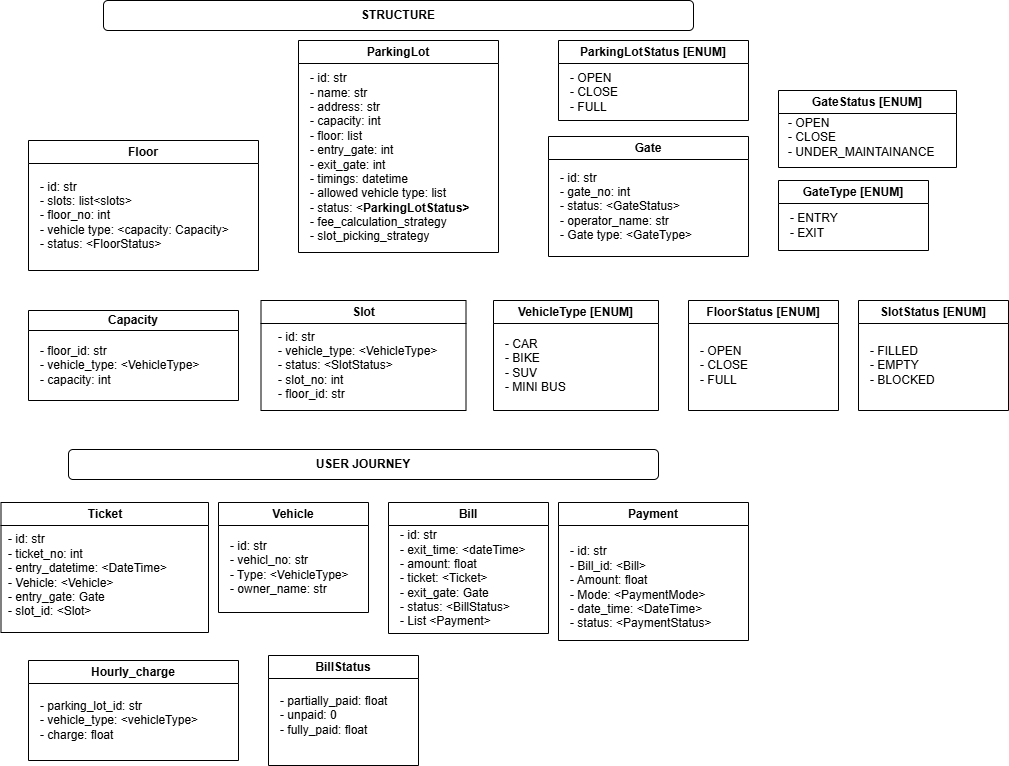 STRUCTURE
ParkingLot
- id: str
- name: str
- address: str
- capacity: int
- floor: list
- entry_gate: int
- exit_gate: int
- timings: datetime
- allowed vehicle type: list
- status: <ParkingLotStatus>
- fee_calculation_strategy
- slot_picking_strategy
ParkingLotStatus [ENUM]
- OPEN
- CLOSE
- FULL
GateStatus [ENUM]
- OPEN
- CLOSE
- UNDER_MAINTAINANCE
Floor
- id: str
- slots: list<slots>
- floor_no: int
- vehicle type: <capacity: Capacity>
- status: <FloorStatus>
Gate
- id: str
- gate_no: int
- status: <GateStatus>
- operator_name: str
- Gate type: <GateType>
GateType [ENUM]
- ENTRY
- EXIT
Capacity
- floor_id: str
- vehicle_type: <VehicleType>
- capacity: int
Slot
- id: str
- vehicle_type: <VehicleType>
- status: <SlotStatus>
- slot_no: int
- floor_id: str
VehicleType [ENUM]
- CAR
- BIKE
- SUV
- MINI BUS
FloorStatus [ENUM]
- OPEN
- CLOSE
- FULL
SlotStatus [ENUM]
- FILLED
- EMPTY
- BLOCKED
USER JOURNEY
Ticket
- id: str
- ticket_no: int
- entry_datetime: <DateTime>
- Vehicle: <Vehicle>
- entry_gate: Gate
- slot_id: <Slot>
Vehicle
- id: str
- vehicl_no: str
- Type: <VehicleType>
- owner_name: str
Bill
- id: str
- exit_time: <dateTime>
- amount: float
- ticket: <Ticket>
- exit_gate: Gate
- status: <BillStatus>
- List <Payment>
Payment
- id: str
- Bill_id: <Bill>
- Amount: float
- Mode: <PaymentMode>
- date_time: <DateTime>
- status: <PaymentStatus>
Hourly_charge
- parking_lot_id: str
- vehicle_type: <vehicleType>
- charge: float
BillStatus
- partially_paid: float
- unpaid: 0
- fully_paid: float